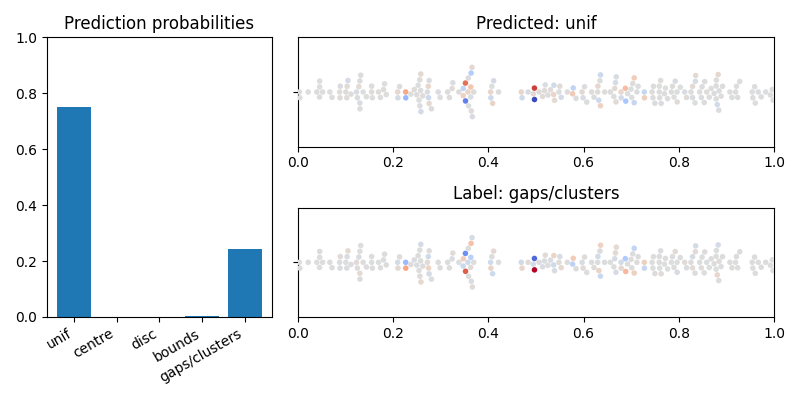 Prediction probabilities
1.0
0.8
0.6
0.4
0.2
0.0
unif
centre
disc
bounds
gaps/clusters
Predicted: unif
0.0 0.2 0.4 0.6 0.8 1.0
Label: gaps/clusters
0.0 0.2 0.4 0.6 0.8 1.0